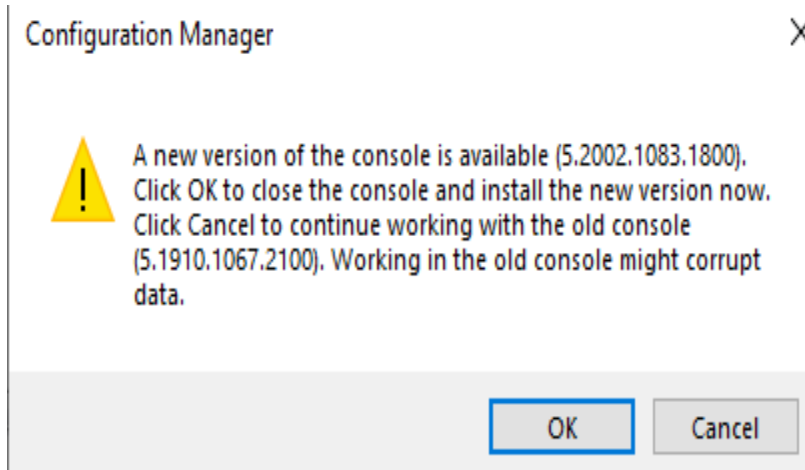 Configuration Manager
A new version of the console is available (5.2002.1083.1800).
Click OK to close the console and install the new version now.
Click Cancel to continue working with the old console
(5.1910.1067.2100). Working in the old console might corrupt
data.
OK Cancel